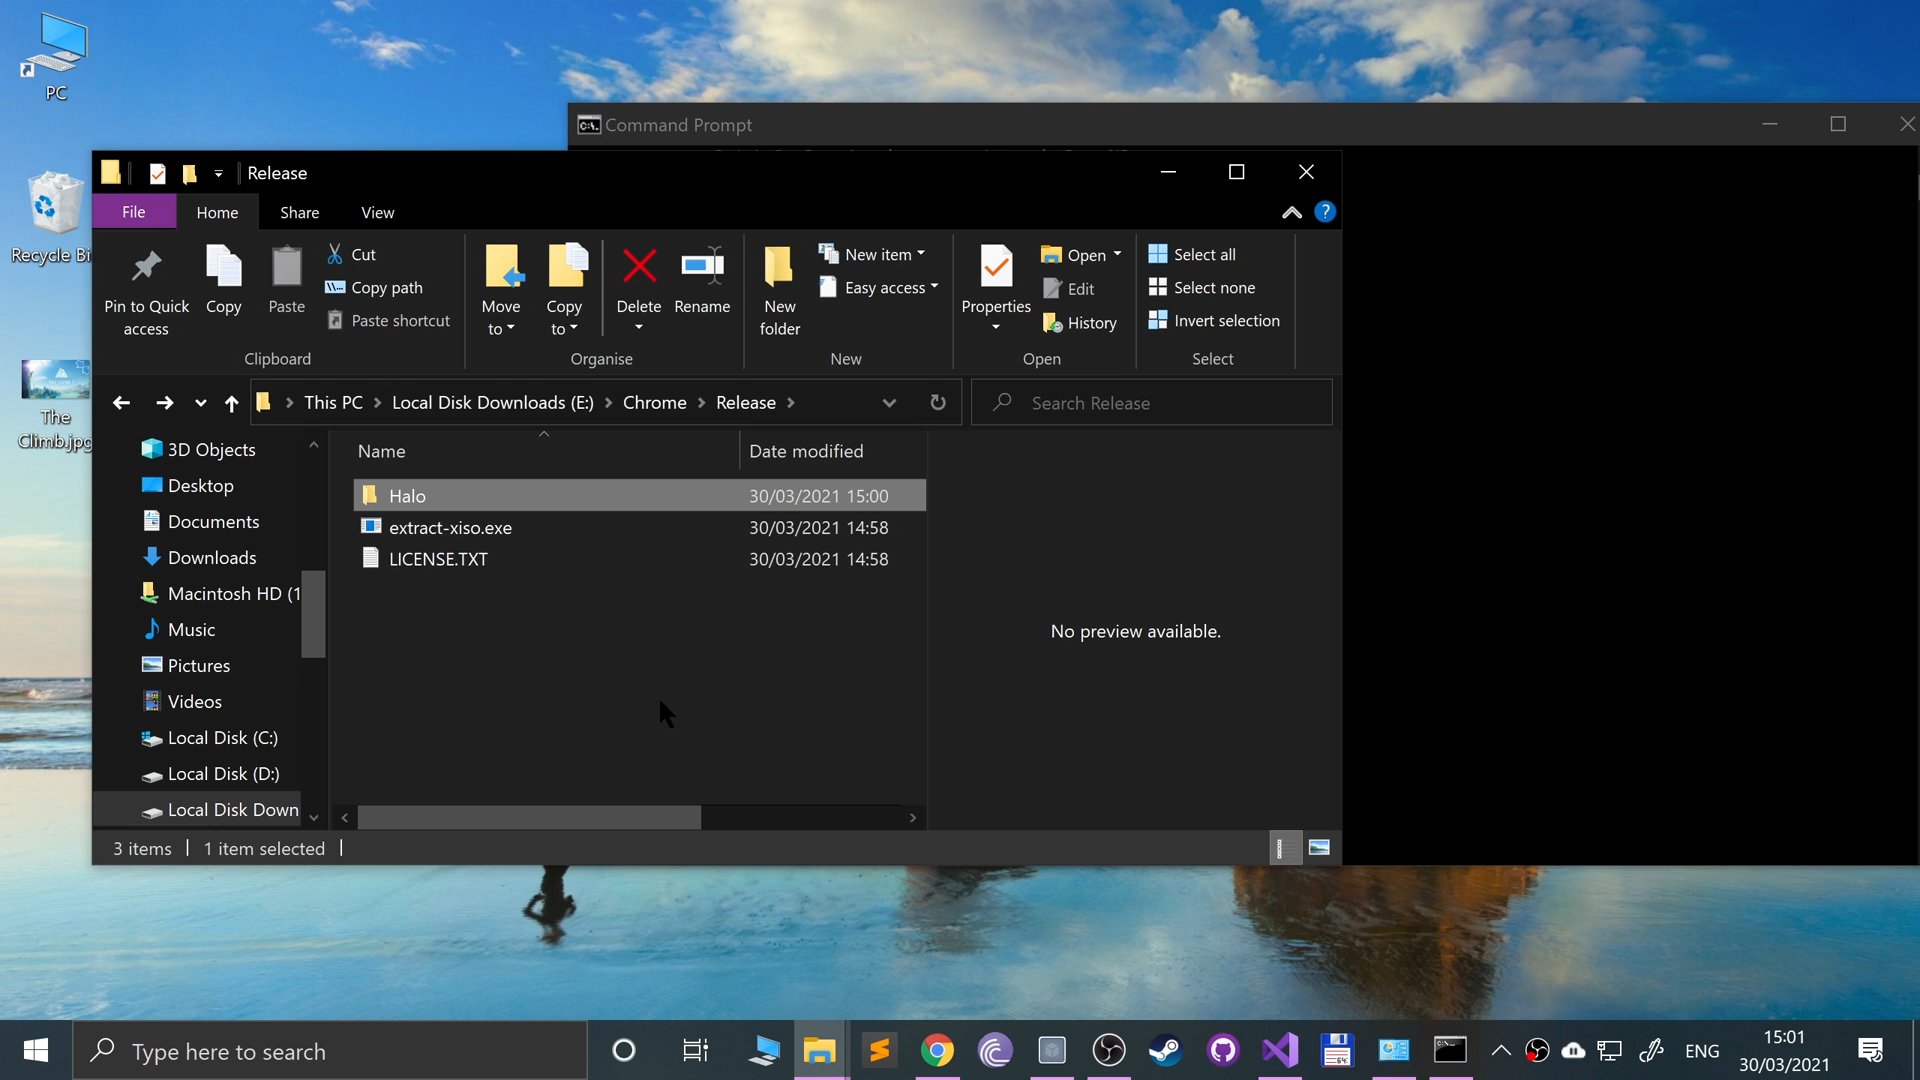 PC
Recycle Bi
The
Climb.jpg
Command Prompt
Release
File
Home
Share
View
Pin to Quick
access
Copy
Paste
Cut
Copy path
Paste shortcut
Clipboard
Move
to
Copy
to
Delete
Rename
Organise
New
folder
New item
Easy access
New
Properties
Open
Edit
History
Open
Select all
Select none
Invert selection
Select
This PC > Local Disk Downloads (E:) > Chrome > Release >
Search Release
3D Objects
Desktop
Documents
Downloads
Macintosh HD (1
Music
Pictures
Videos
Local Disk (C:)
Local Disk (D:)
Local Disk Down
Name Date modified
Halo 30/03/2021 15:00
extract-xiso.exe 30/03/2021 14:58
LICENSE.TXT 30/03/2021 14:58
No preview available.
3 items 1 item selected
Type here to search
ENG
15:01
30/03/2021